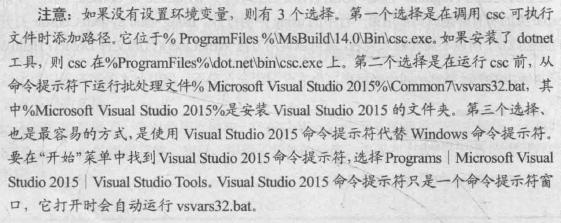 注意：如果没有设置环境变量，则有 3 个选择。第一个选择是在调用 csc 可执行
文件时添加路径。它位于% ProgramFiles %\MsBuild\14.0\Bin\csc.exe。如果安装了 dotnet
工具，则 csc 在%ProgramFiles%\dot.net\bin\csc.exe 上。第二个选择是在运行 csc 前，从
命令提示符下运行批处理文件% Microsoft Visual Studio 2015%\Common7\vsvars32.bat，其
中%Microsoft Visual Studio 2015%是安装 Visual Studio 2015 的文件夹。第三个选择、
也是最容易的方式，是使用 Visual Studio 2015 命令提示符代替 Windows 命令提示符。
要在“开始”菜单中找到 Visual Studio 2015 命令提示符，选择 Programs | Microsoft Visual
Studio 2015 | Visual Studio Tools。Visual Studio 2015 命令提示符只是一个命令提示符窗
口，它打开时会自动运行 vsvars32.bat。